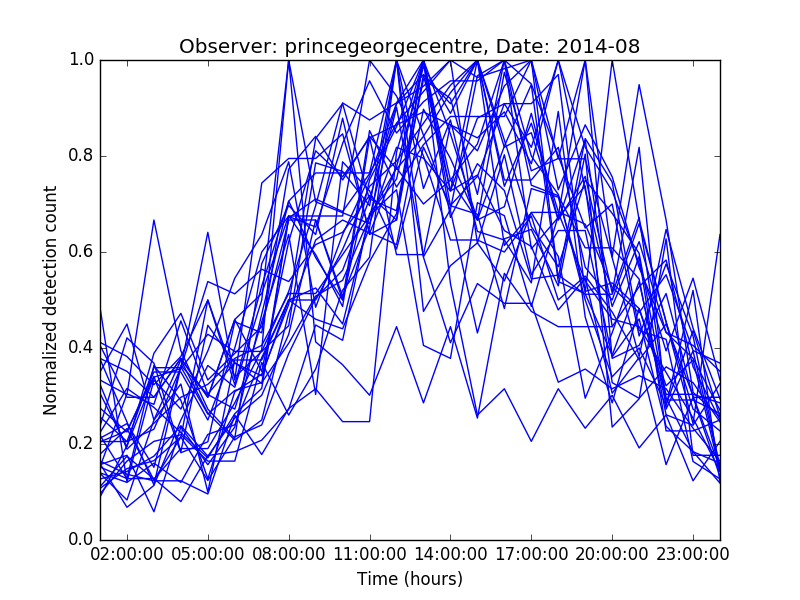 Observer: princegeorgecentre, Date: 2014-08
1.0
0.8
0.6
0.4
0.2
0.0
Normalized detection count
02:00:00 05:00:00 08:00:00 11:00:00 14:00:00 17:00:00 20:00:00 23:00:00
Time (hours)